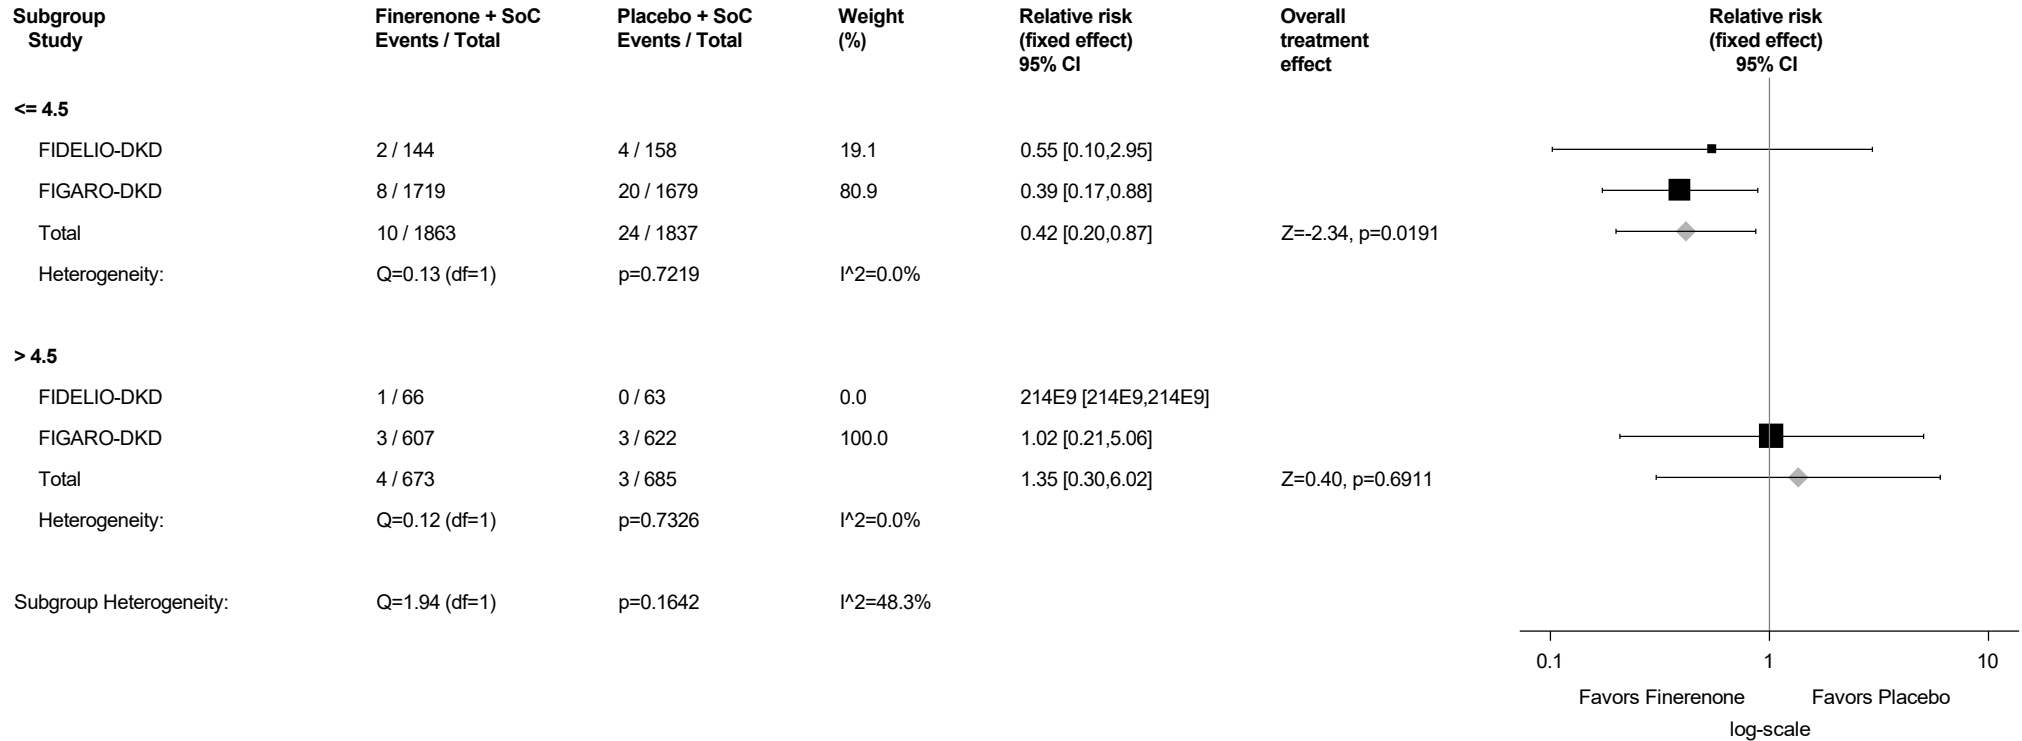 Subgroup Finerenone + SoC Placebo + SoC Weight Relative risk Overall Relative risk
Study Events / Total Events / Total (%) (fixed effect) treatment (fixed effect)
95% CI effect 95% CI
<= 4.5
FIDELIO-DKD 2 / 144 4 / 158 19.1 0.55 [0.10,2.95]
FIGARO-DKD 8 / 1719 20 / 1679 80.9 0.39 [0.17,0.88]
Total 10 / 1863 24 / 1837 0.42 [0.20,0.87] Z=-2.34, p=0.0191
Heterogeneity: Q=0.13 (df=1) p=0.7219 I^2=0.0%
> 4.5
FIDELIO-DKD 1 / 66 0 / 63 0.0 214E9 [214E9,214E9]
FIGARO-DKD 3 / 607 3 / 622 100.0 1.02 [0.21,5.06]
Total 4 / 673 3 / 685 1.35 [0.30,6.02] Z=0.40, p=0.6911
Heterogeneity: Q=0.12 (df=1) p=0.7326 I^2=0.0%
Subgroup Heterogeneity: Q=1.94 (df=1) p=0.1642 I^2=48.3%
0.1 1 10
Favors Finerenone Favors Placebo
log-scale